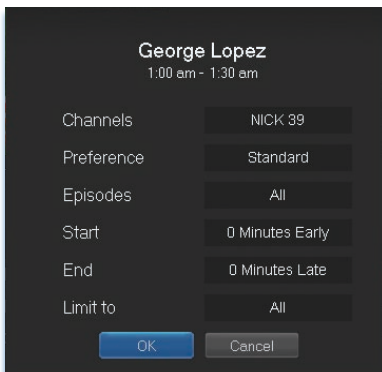 George Lopez
1:00 am - 1:30 am
Channels NICK 39
Preference Standard
Episodes All
Start 0 Minutes Early
End 0 Minutes Late
Limit to All
OK Cancel